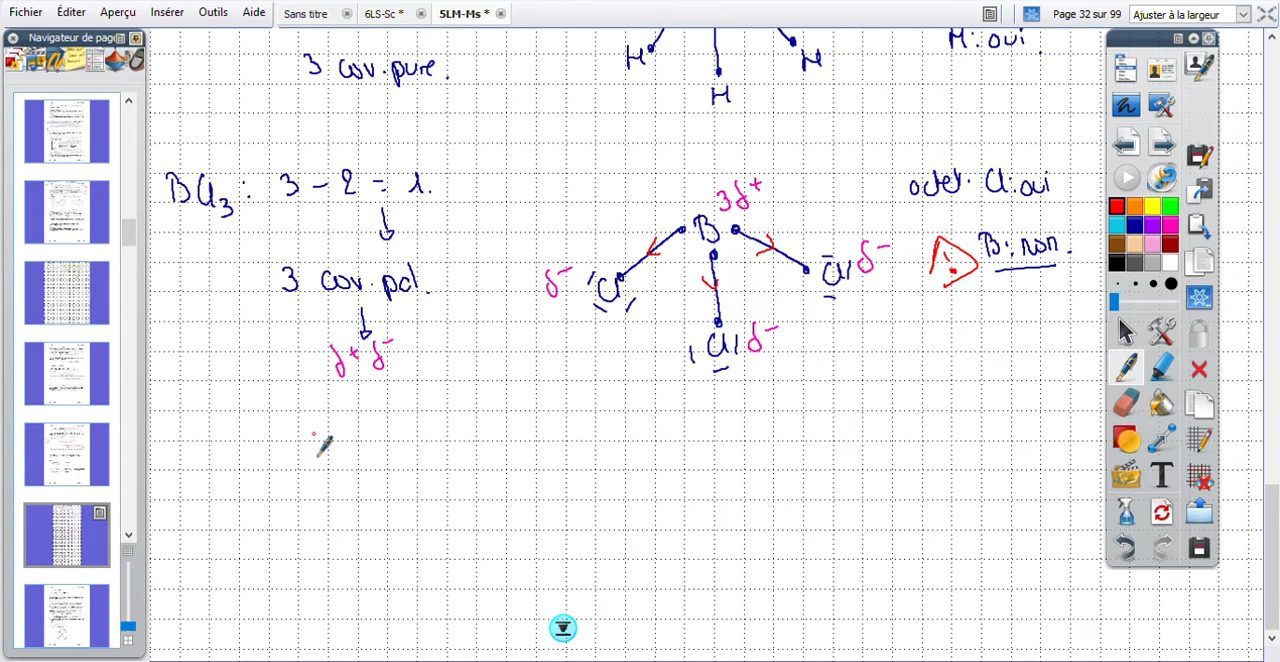 Fichier Éditer Aperçu Insérer Outils Aide
Sans titre
6LS-Sc *
5LM-Ms *
Page 32 sur 99
Ajuster à la largeur
Navigateur de page
H H H
H: oui
3 cov. pure.
BCl3 : 3 - 2 = 1.
3δ+
octet. Cl: oui
B
B: non.
!
3 cov. pol.
δ- Cl
Cl δ-
Cl δ-
δ+ δ-
T